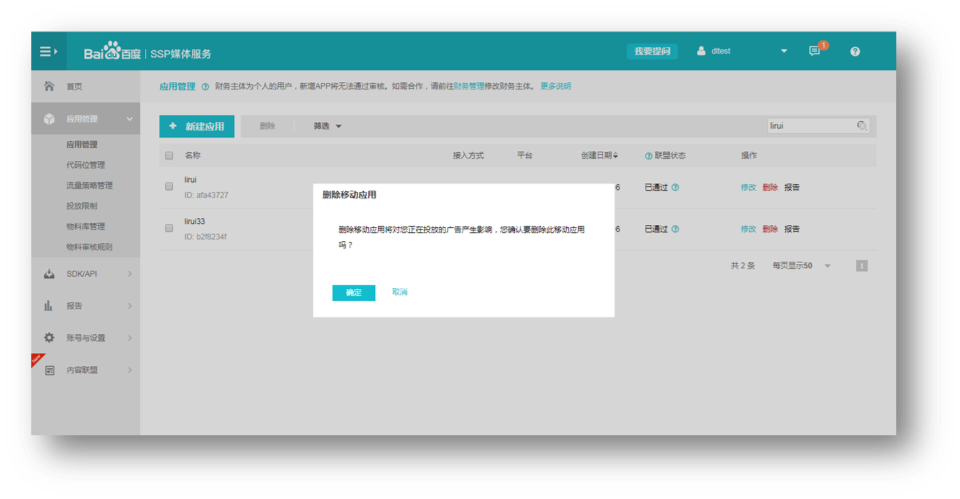 Bai百度 | SSP媒体服务
我要提问
dltest
1
首页
应用管理
财务主体为个人的用户,新增APP将无法通过审核。如需合作,请前往财务管理修改财务主体。 更多说明
应用管理
应用管理
代码位管理
流量策略管理
投放限制
物料库管理
物料审核规则
SDK/API
报告
账号与设置
内容联盟
+ 新建应用
删除
筛选
lirui
名称
接入方式
平台
创建日期
联盟状态
操作
lirui
ID: afa43727
6
已通过
修改 删除 报告
lirui33
ID: b2f8234f
6
已通过
修改 删除 报告
共 2 条
每页显示50
1
删除移动应用
删除移动应用将对您正在投放的广告产生影响,您确认要删除此移动应用
吗?
确定
取消